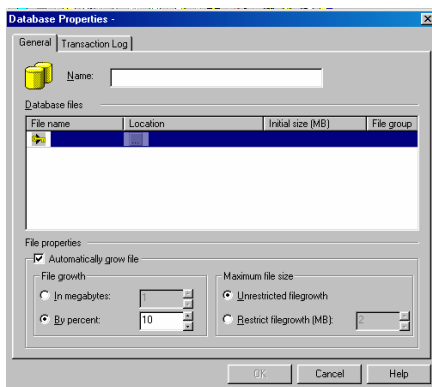 Database Properties -
General Transaction Log
Name:
Database files
File name Location Initial size (MB) File group
...
File properties
Automatically grow file
File growth Maximum file size
In megabytes: 1 Unrestricted filegrowth
By percent: 10 Restrict filegrowth (MB): 2
OK Cancel Help